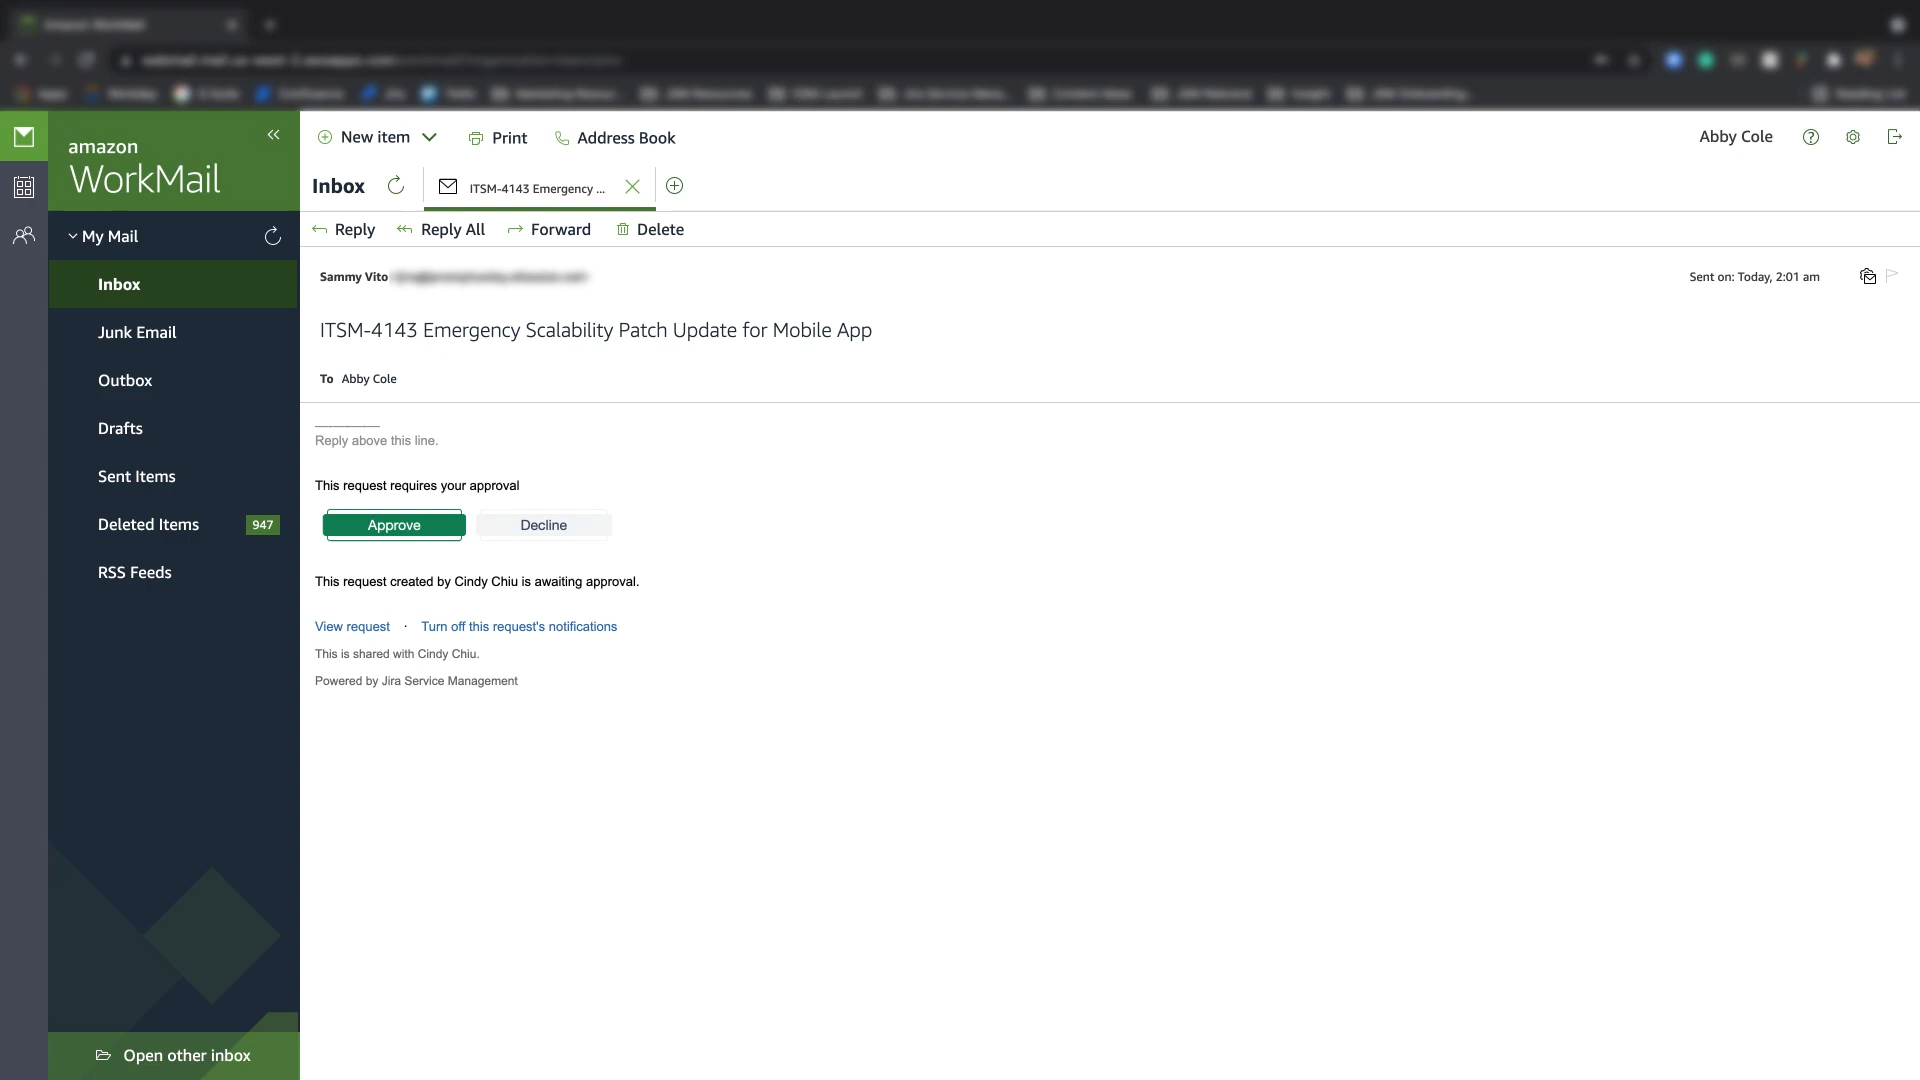 amazon
WorkMail
New item
Print
Address Book
Abby Cole
Inbox
ITSM-4143 Emergency ...
My Mail
Reply
Reply All
Forward
Delete
Inbox
Junk Email
Outbox
Drafts
Sent Items
Deleted Items 947
RSS Feeds
Open other inbox
Sammy Vito
Sent on: Today, 2:01 am
ITSM-4143 Emergency Scalability Patch Update for Mobile App
To Abby Cole
Reply above this line.
This request requires your approval
Approve
Decline
This request created by Cindy Chiu is awaiting approval.
View request · Turn off this request's notifications
This is shared with Cindy Chiu.
Powered by Jira Service Management